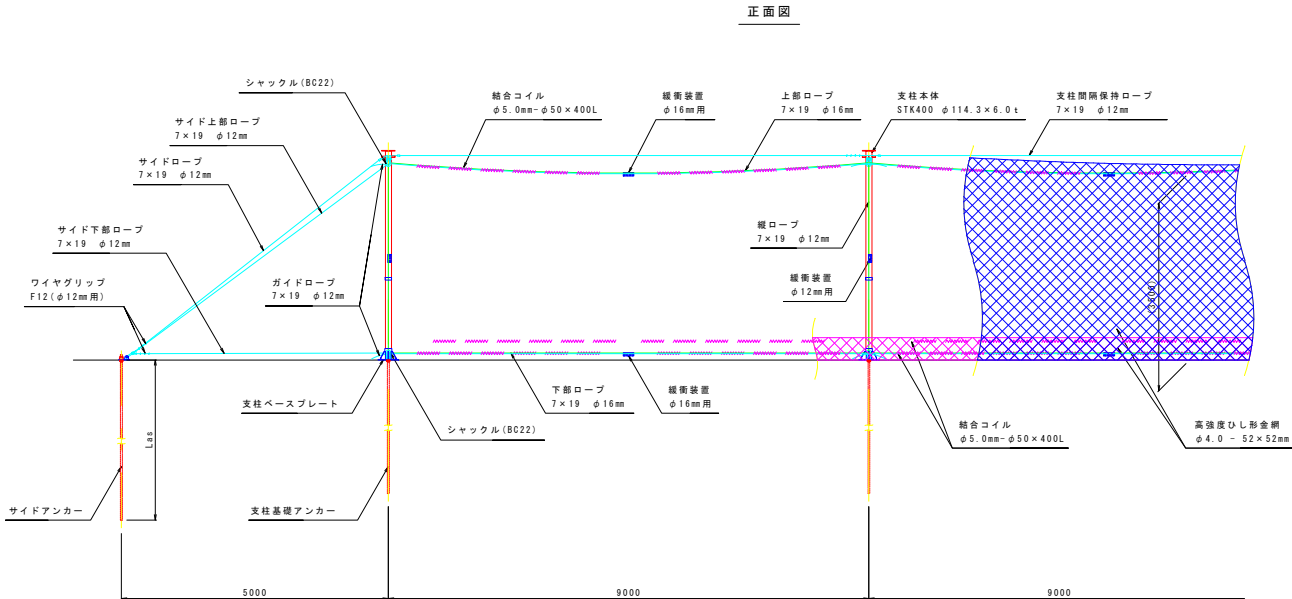 正面図
シャックル(BC22)
結合コイル
φ5.0mm-φ50×400L
緩衝装置
φ16mm用
上部ロープ
7×19 φ16mm
支柱本体
STK400 φ114.3×6.0t
支柱間隔保持ロープ
7×19 φ12mm
サイド上部ロープ
7×19 φ12mm
サイドロープ
7×19 φ12mm
サイド下部ロープ
7×19 φ12mm
縦ロープ
7×19 φ12mm
ワイヤグリップ
F12(φ12mm用)
ガイドロープ
7×19 φ12mm
緩衝装置
φ12mm用
支柱ベースプレート
下部ロープ
7×19 φ16mm
緩衝装置
φ16mm用
シャックル(BC22)
結合コイル
φ5.0mm-φ50×400L
高強度ひし形金網
φ4.0 - 52×52mm
Las
サイドアンカー
支柱基礎アンカー
5000
9000
9000